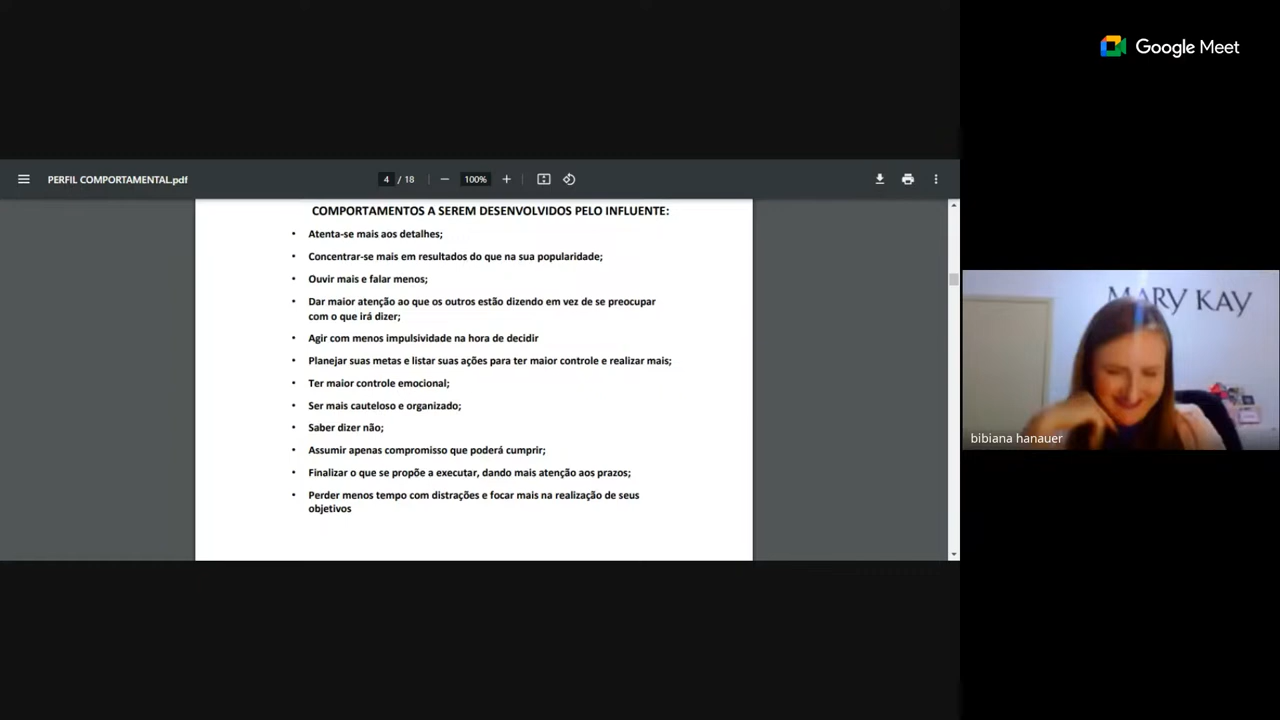 Google Meet
PERFIL COMPORTAMENTAL.pdf
4 / 18
100%
COMPORTAMENTOS A SEREM DESENVOLVIDOS PELO INFLUENTE:
• Atenta-se mais aos detalhes;
• Concentrar-se mais em resultados do que na sua popularidade;
• Ouvir mais e falar menos;
• Dar maior atenção ao que os outros estão dizendo em vez de se preocupar
com o que irá dizer;
• Agir com menos impulsividade na hora de decidir
• Planejar suas metas e listar suas ações para ter maior controle e realizar mais;
• Ter maior controle emocional;
• Ser mais cauteloso e organizado;
• Saber dizer não;
• Assumir apenas compromisso que poderá cumprir;
• Finalizar o que se propõe a executar, dando mais atenção aos prazos;
• Perder menos tempo com distrações e focar mais na realização de seus
objetivos
MARY KAY
bibiana hanauer